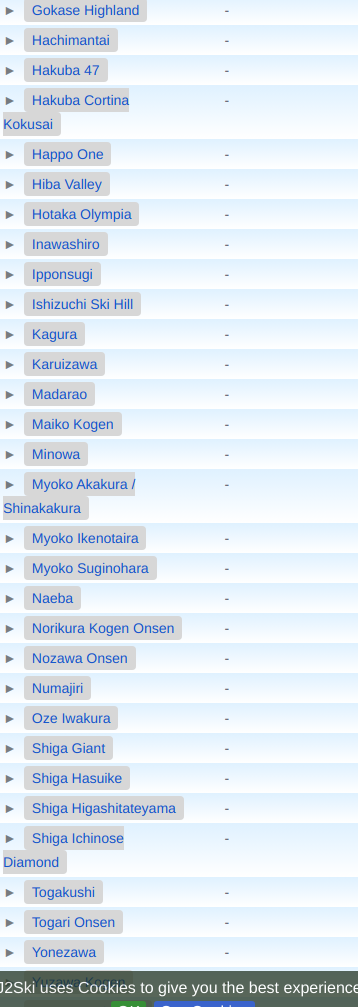 ▶ Gokase Highland -
▶ Hachimantai -
▶ Hakuba 47 -
▶ Hakuba Cortina -
Kokusai
▶ Happo One -
▶ Hiba Valley -
▶ Hotaka Olympia -
▶ Inawashiro -
▶ Ipponsugi -
▶ Ishizuchi Ski Hill -
▶ Kagura -
▶ Karuizawa -
▶ Madarao -
▶ Maiko Kogen -
▶ Minowa -
▶ Myoko Akakura / -
Shinakakura
▶ Myoko Ikenotaira -
▶ Myoko Suginohara -
▶ Naeba -
▶ Norikura Kogen Onsen -
▶ Nozawa Onsen -
▶ Numajiri -
▶ Oze Iwakura -
▶ Shiga Giant -
▶ Shiga Hasuike -
▶ Shiga Higashitateyama -
▶ Shiga Ichinose -
Diamond
▶ Togakushi -
▶ Togari Onsen -
▶ Yonezawa -
Yuzawa Kogen
J2Ski uses Cookies to give you the best experience